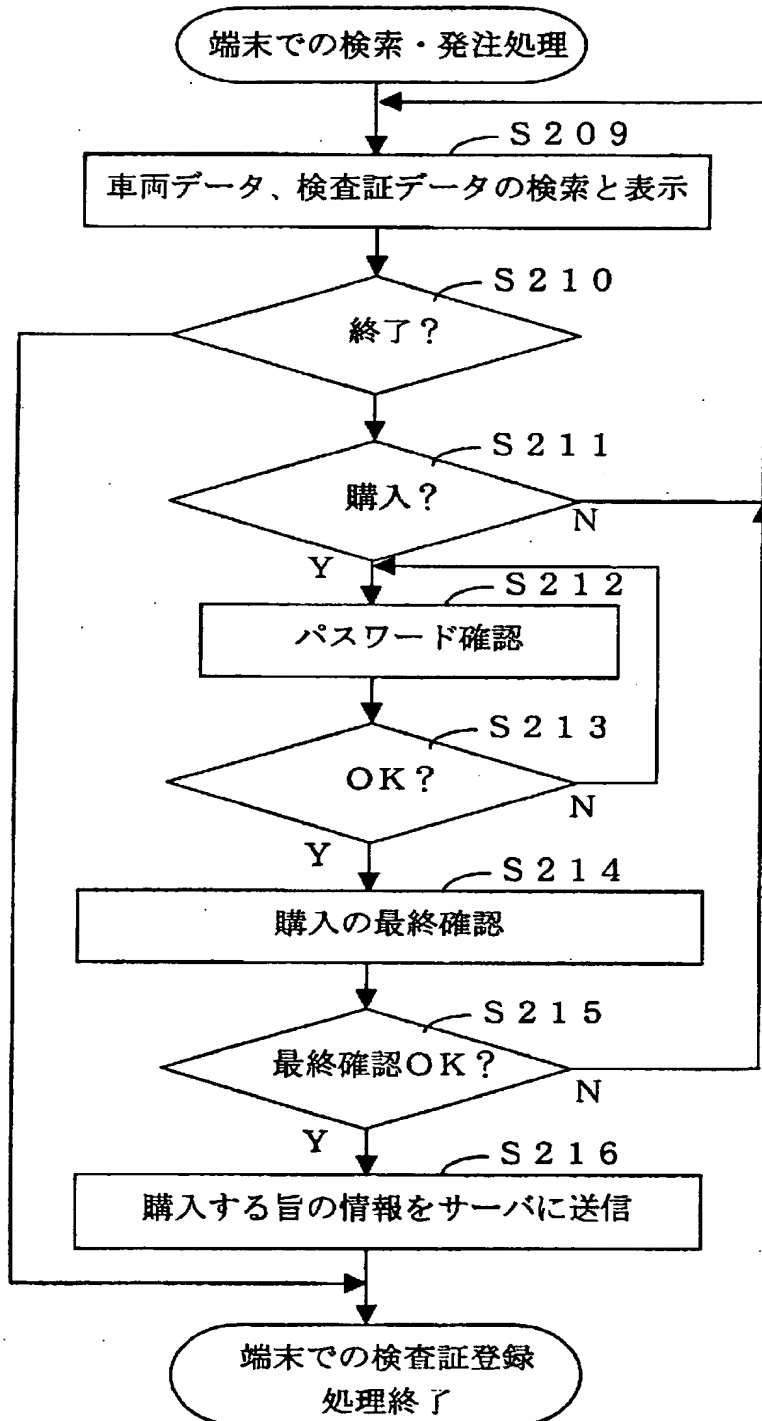 端末での検索・発注処理
S209
車両データ、検査証データの検索と表示
S210
終了?
S211
購入?
N
Y
S212
パスワード確認
S213
OK?
N
Y
S214
購入の最終確認
S215
最終確認OK?
N
Y
S216
購入する旨の情報をサーバに送信
端末での検査証登録
処理終了